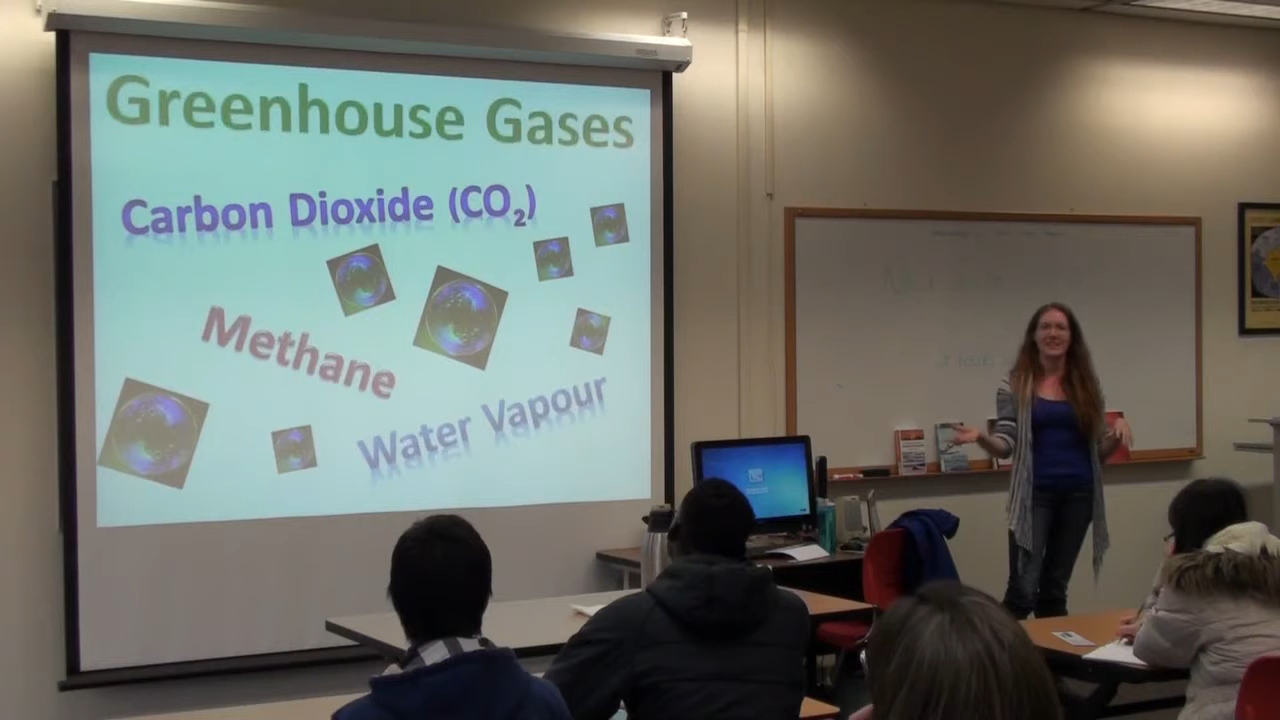 Greenhouse Gases
Carbon Dioxide (CO₂)
Methane
Water Vapour